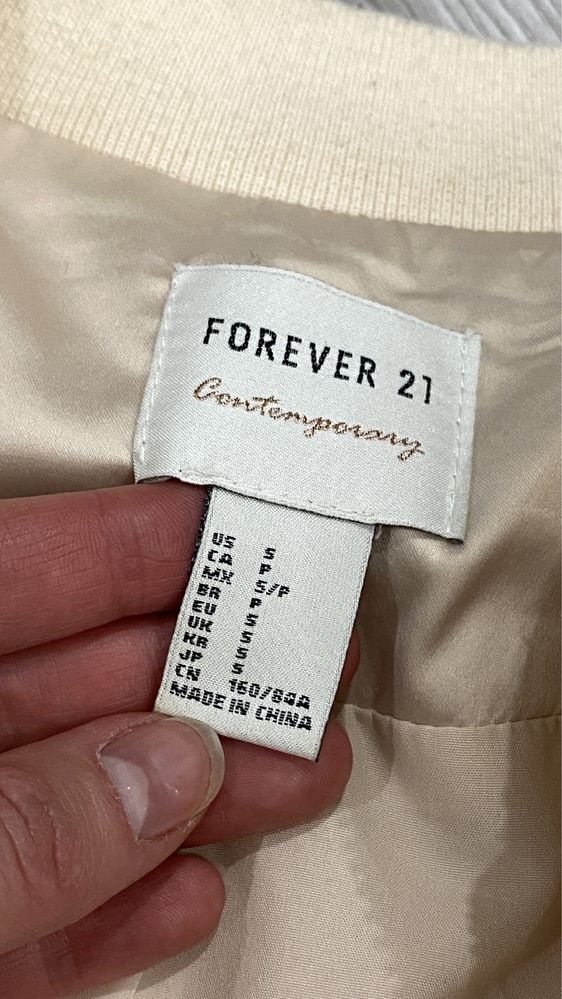 FOREVER 21
Contemporary
US S
CA P
MX S/P
BR P
EU S
UK S
KR S
JP S
CN 160/84A
MADE IN CHINA